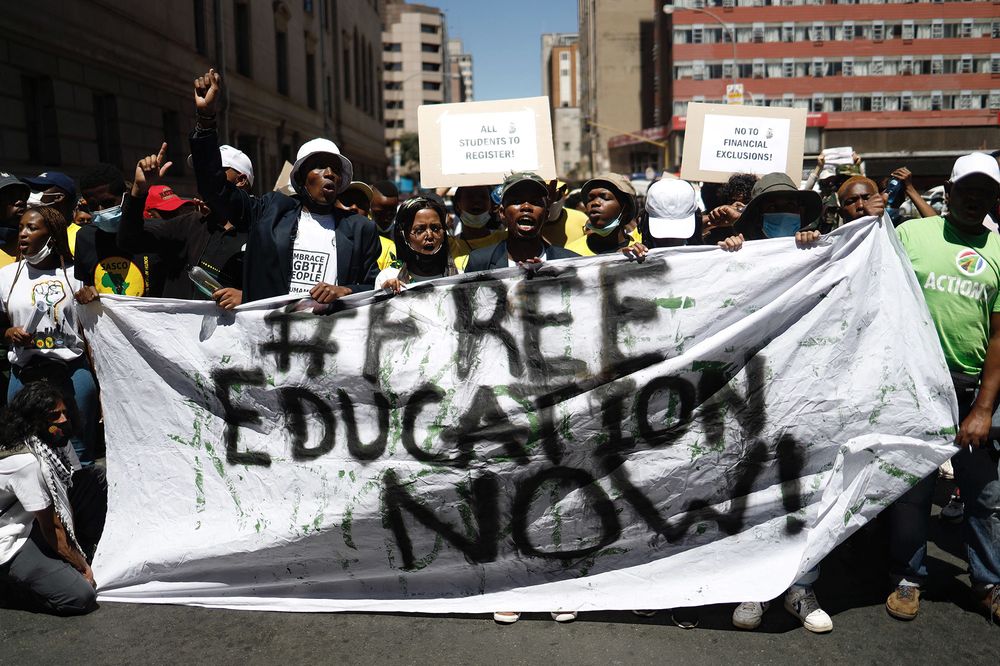 ALL
STUDENTS TO
REGISTER!
NO TO
FINANCIAL
EXCLUSIONS!
SASCO
EMBRACE
LGBTI
PEOPLE
ACTION
#FREE
EDUCATION
NOW!